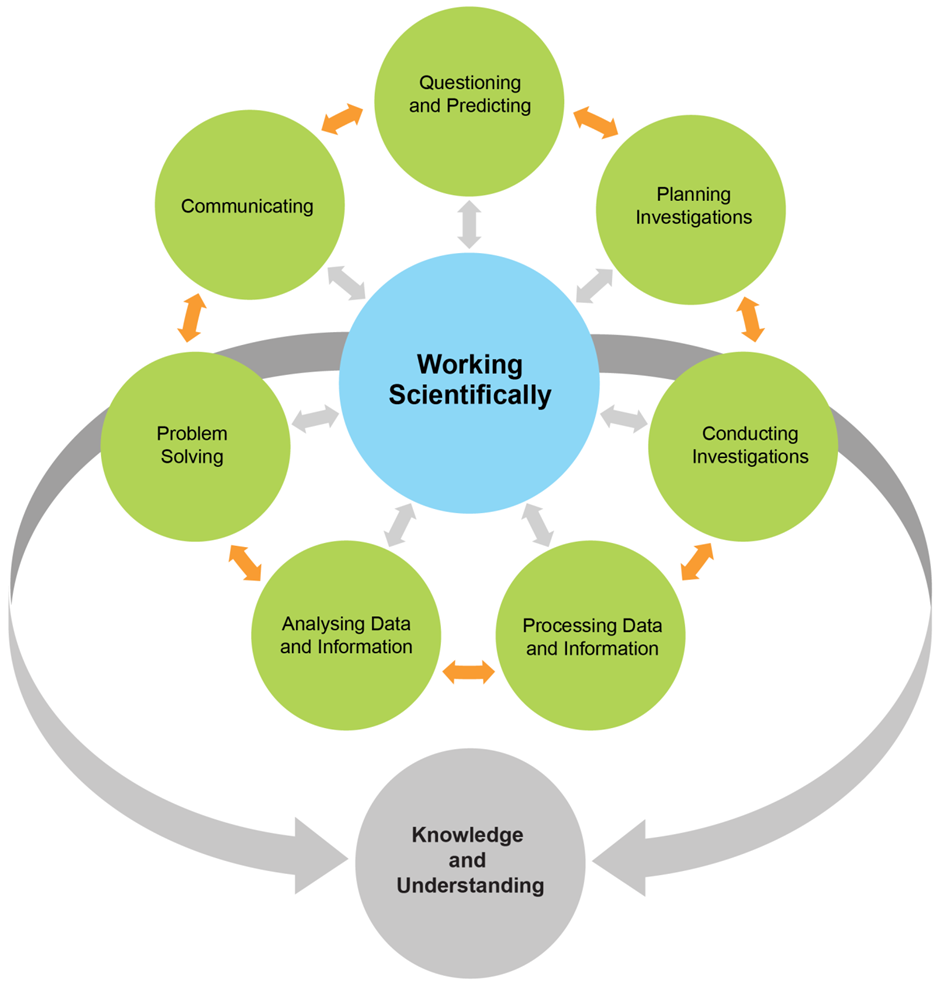 Questioning
and Predicting
Planning
Investigations
Conducting
Investigations
Processing Data
and Information
Analysing Data
and Information
Problem
Solving
Communicating
Working
Scientifically
Knowledge
and
Understanding